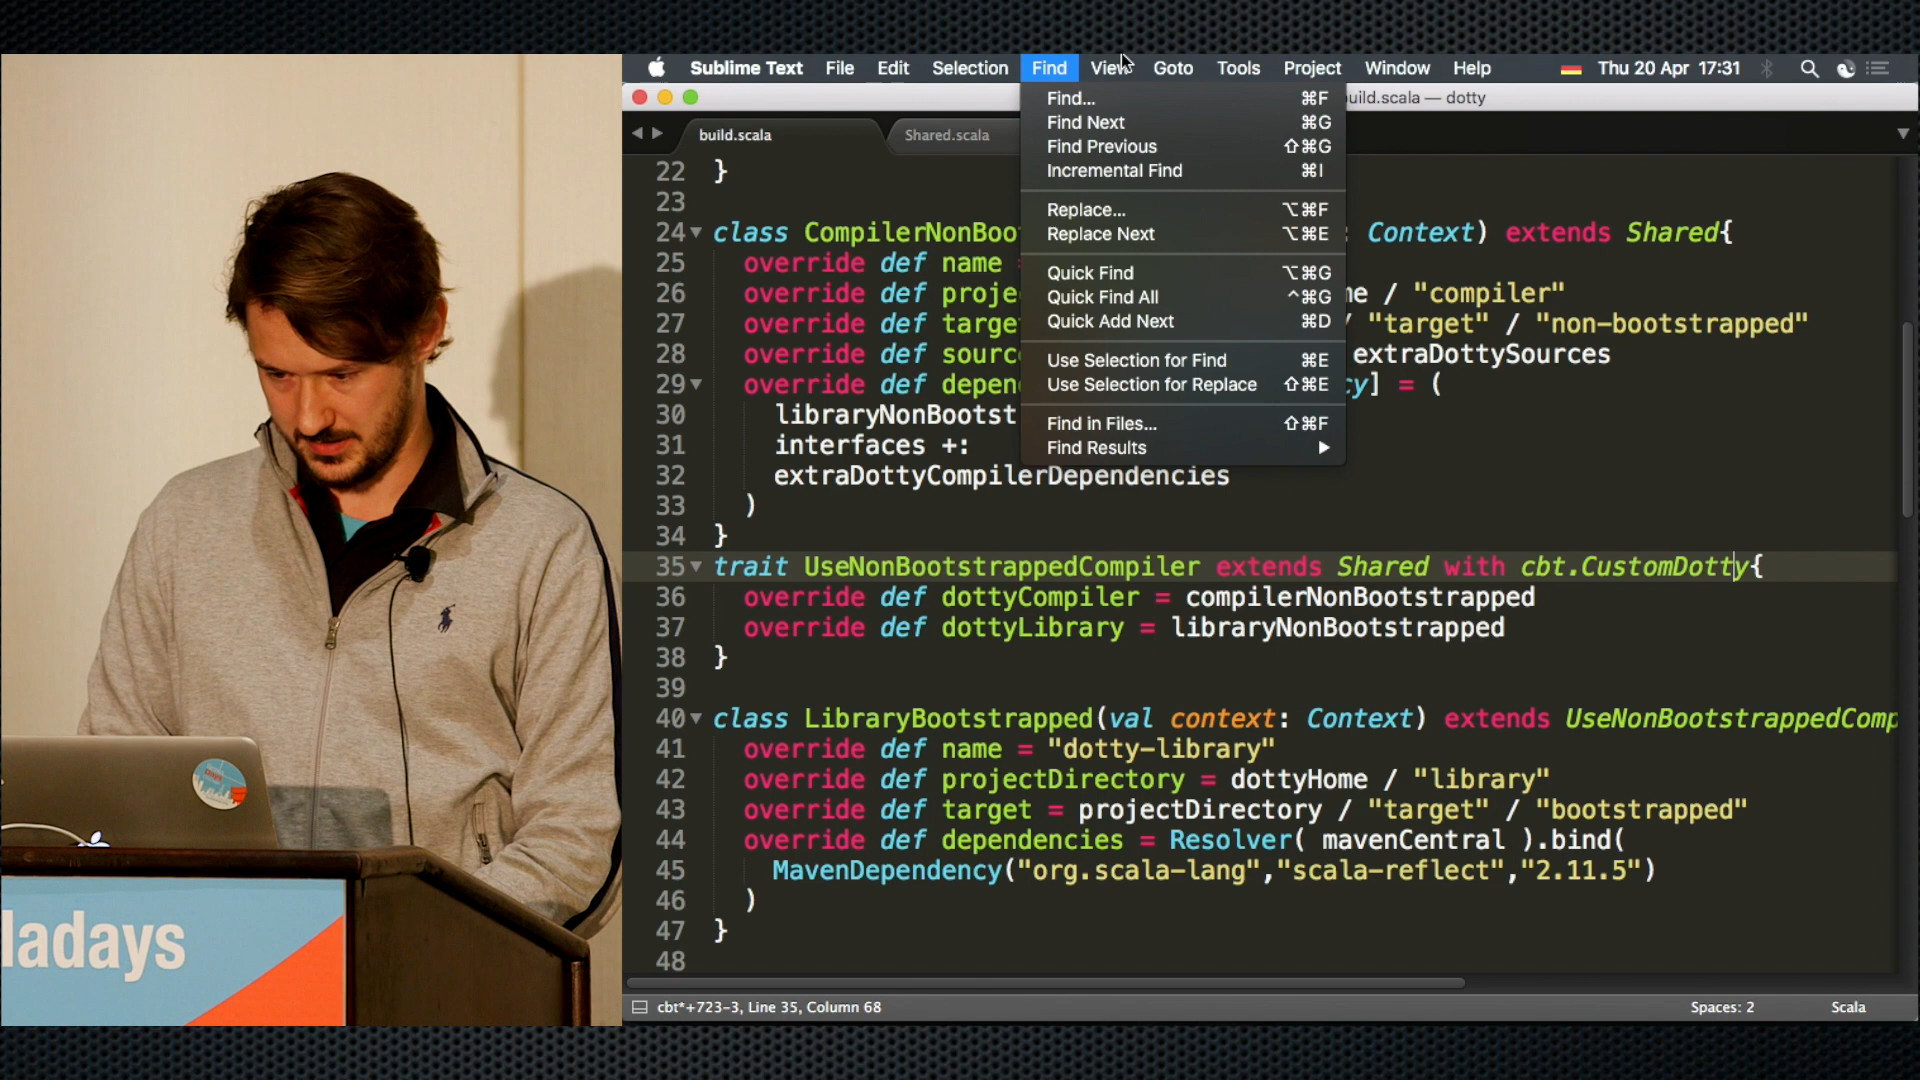 Sublime Text File Edit Selection Find View Goto Tools Project Window Help Thu 20 Apr 17:31
build.scala — dotty
build.scala Shared.scala
Find... ⌘F
Find Next ⌘G
Find Previous ⇧⌘G
Incremental Find ⌘I
Replace... ⌥⌘F
Replace Next ⌥⌘E
Quick Find ⌥⌘G
Quick Find All ^⌘G
Quick Add Next ⌘D
Use Selection for Find ⌘E
Use Selection for Replace ⇧⌘E
Find in Files... ⇧⌘F
Find Results ▶
22 }
23
24 class CompilerNonBoo : Context) extends Shared{
25 override def name =
26 override def proje me / "compiler"
27 override def targe / "target" / "non-bootstrapped"
28 override def sourc extraDottySources
29 override def depen cy] = (
30 libraryNonBootst
31 interfaces +:
32 extraDottyCompilerDependencies
33 )
34 }
35 trait UseNonBootstrappedCompiler extends Shared with cbt.CustomDotty{
36 override def dottyCompiler = compilerNonBootstrapped
37 override def dottyLibrary = libraryNonBootstrapped
38 }
39
40 class LibraryBootstrapped(val context: Context) extends UseNonBootstrappedComp
41 override def name = "dotty-library"
42 override def projectDirectory = dottyHome / "library"
43 override def target = projectDirectory / "target" / "bootstrapped"
44 override def dependencies = Resolver( mavenCentral ).bind(
45 MavenDependency("org.scala-lang","scala-reflect","2.11.5")
46 )
47 }
48
cbt*+723-3, Line 35, Column 68 Spaces: 2 Scala
ladays